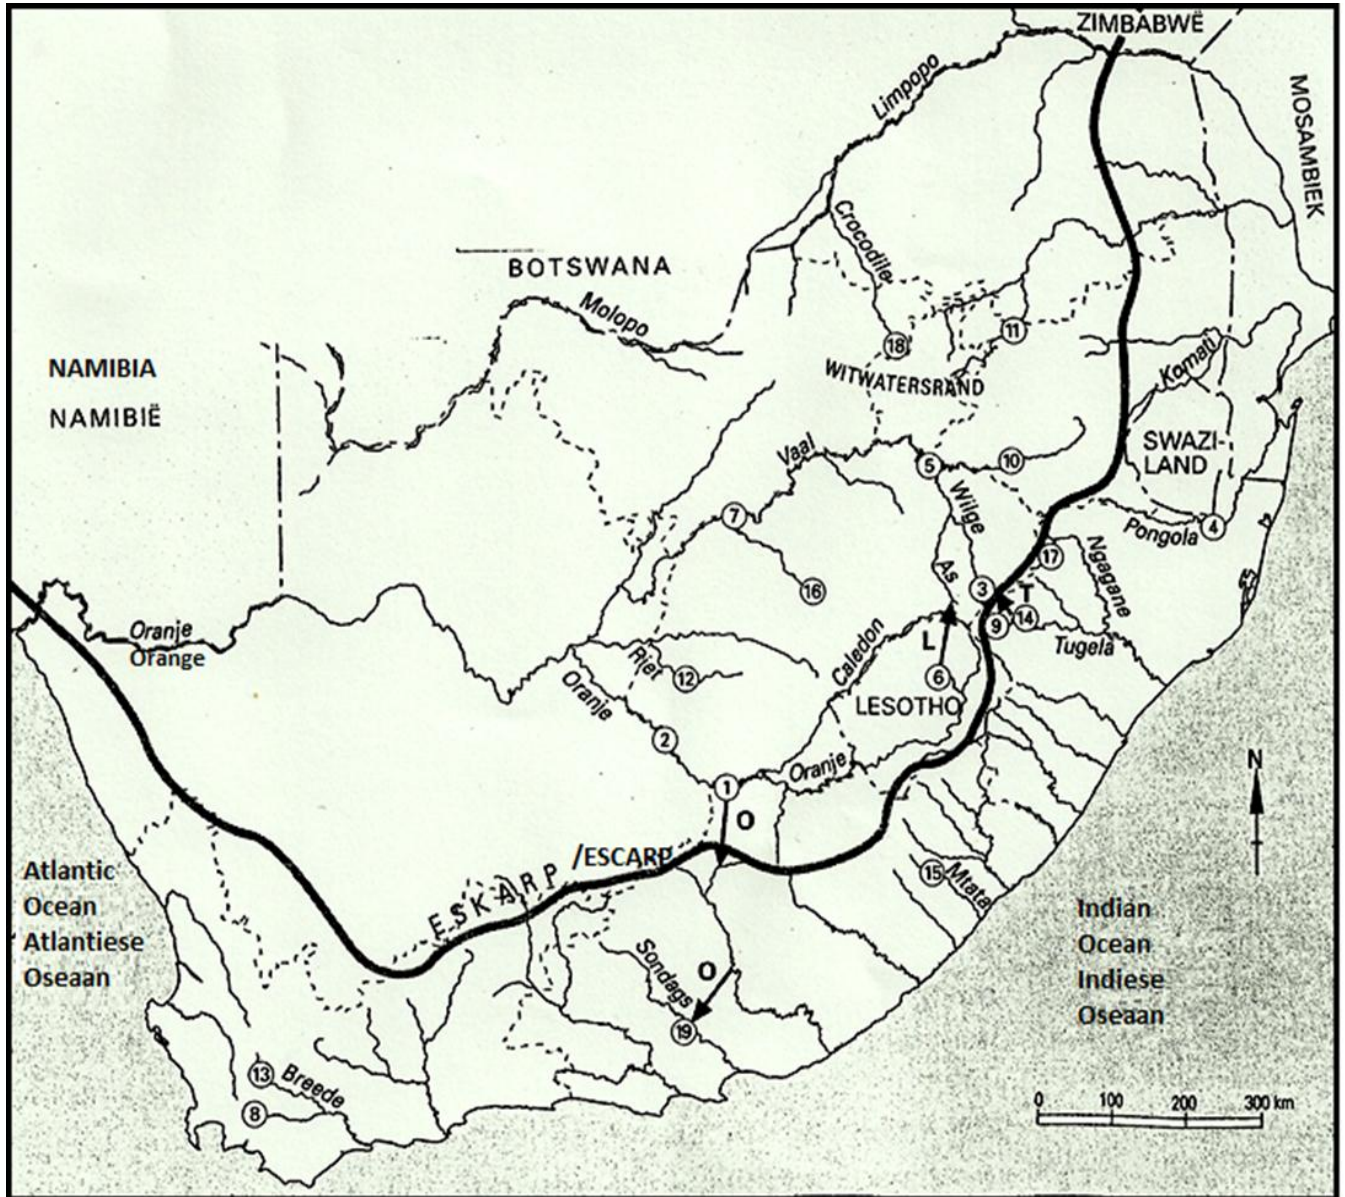 ZIMBABWË
MOSAMBIEK
Limpopo
Crocodile
BOTSWANA
Molopo
NAMIBIA
NAMIBIË
18
11
WITWATERSRAND
Komati
SWAZI-
LAND
Vaal
5
10
Wilge
7
Pongola
4
17
Ngagane
As
16
3
T
9
14
Tugela
Oranje
Orange
Caledon
L
6
LESOTHO
Riet
12
Oranje
2
Oranje
1
O
N
/ESCARP
ESKARP
15
Mtata
Atlantic
Ocean
Atlantiese
Oseaan
Indian
Ocean
Indiese
Oseaan
Sondags
O
19
13
Breede
8
0 100 200 300 km